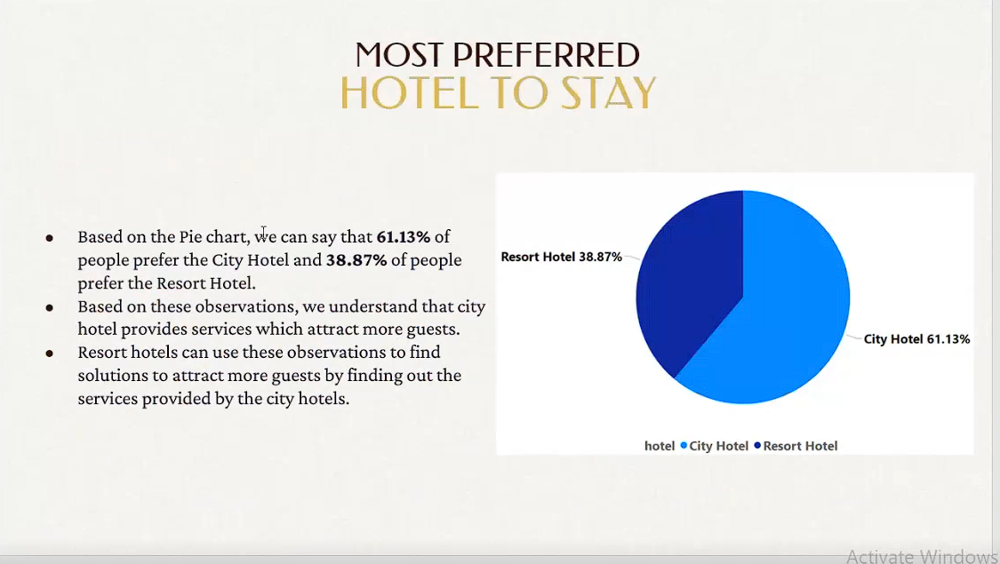 MOST PREFERRED
HOTEL TO STAY
• Based on the Pie chart, we can say that 61.13% of
people prefer the City Hotel and 38.87% of people
prefer the Resort Hotel.
• Based on these observations, we understand that city
hotel provides services which attract more guests.
• Resort hotels can use these observations to find
solutions to attract more guests by finding out the
services provided by the city hotels.
Resort Hotel 38.87%
City Hotel 61.13%
hotel City Hotel Resort Hotel
Activate Windows